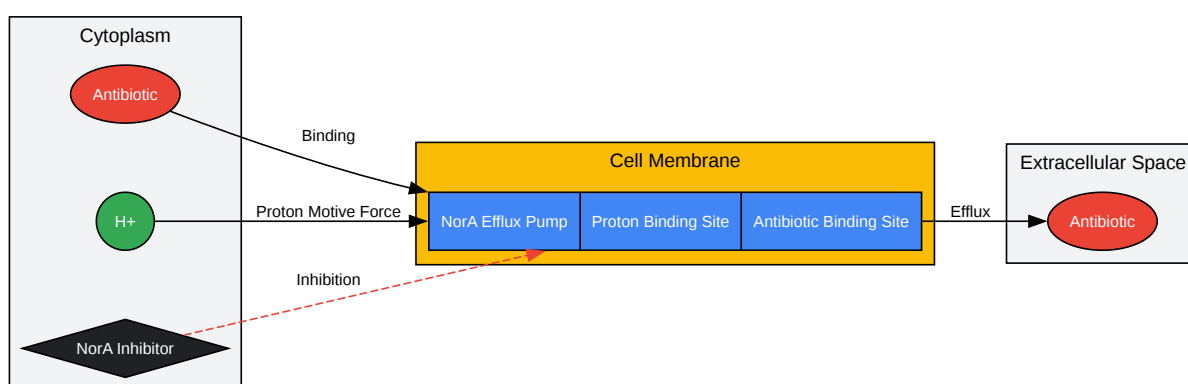 Cytoplasm
Antibiotic
Binding
Cell Membrane
Extracellular Space
H+
Proton Motive Force
NorA Efflux Pump
Proton Binding Site
Antibiotic Binding Site
Efflux
Antibiotic
Inhibition
NorA Inhibitor